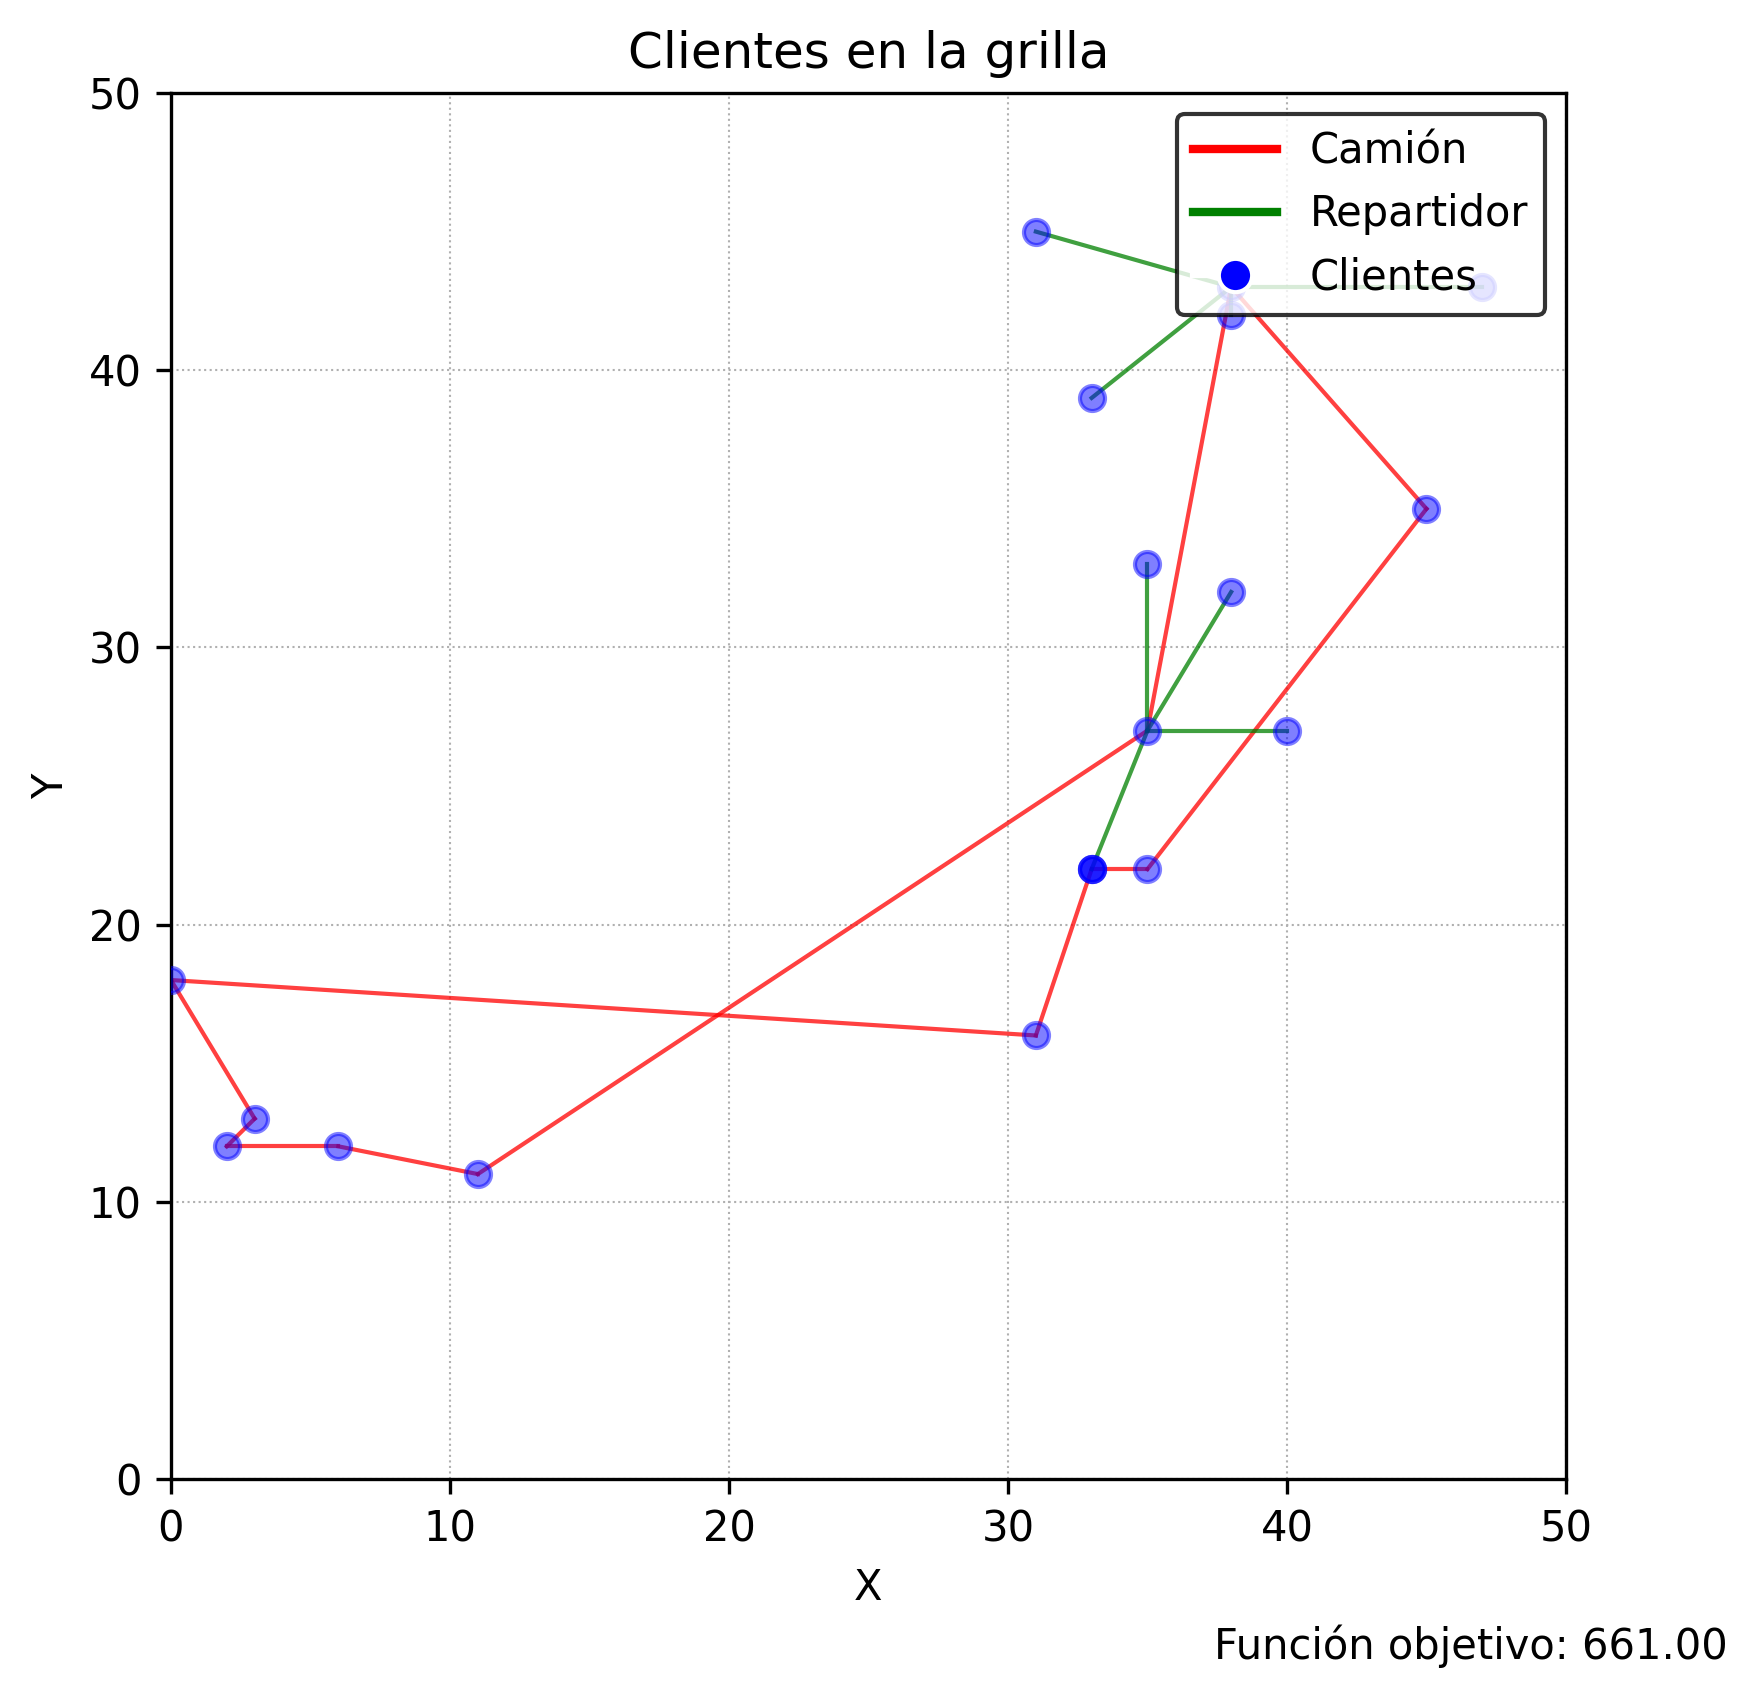 Clientes en la grilla
Camión
Repartidor
Clientes
50
40
30
20
10
0
Y
0 10 20 30 40 50
X
Función objetivo: 661.00